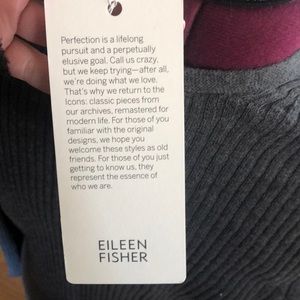 Perfection is a lifelong
pursuit and a perpetually
elusive goal. Call us crazy,
but we keep trying—after all,
we're doing what we love.
That's why we return to the
Icons: classic pieces from
our archives, remastered for
modern life. For those of you
familiar with the original
designs, we hope you
welcome these styles as old
friends. For those of you just
getting to know us, they
represent the essence of
who we are.
EILEEN
FISHER